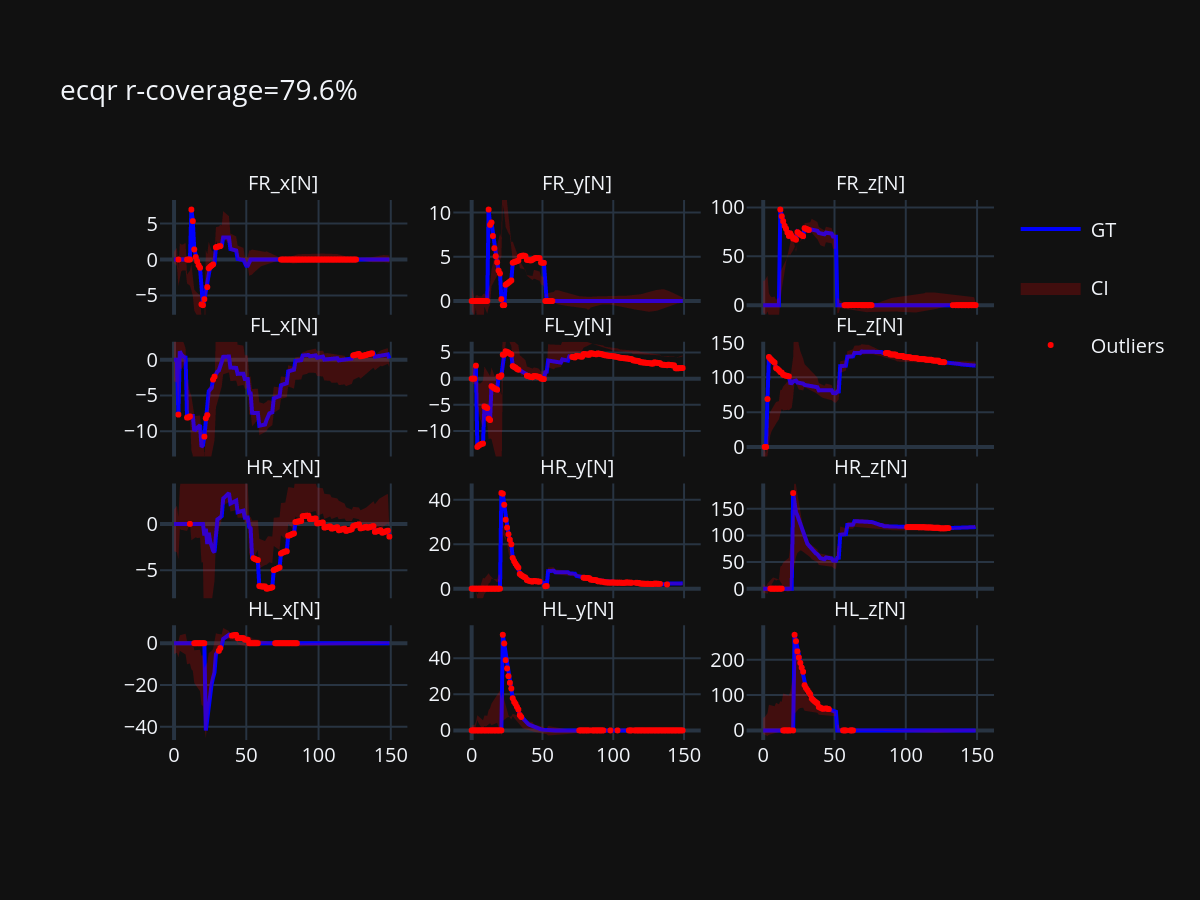 ecqr r-coverage=79.6%
FR_x[N] FR_y[N] FR_z[N]
5 0 −5
10 5 0
100 50 0
GT
CI
Outliers
FL_x[N] FL_y[N] FL_z[N]
0 −5 −10
5 0 −5 −10
150 100 50 0
HR_x[N] HR_y[N] HR_z[N]
0 −5
40 20 0
150 100 50 0
HL_x[N] HL_y[N] HL_z[N]
0 −20 −40
40 20 0
200 100 0
0 50 100 150 0 50 100 150 0 50 100 150